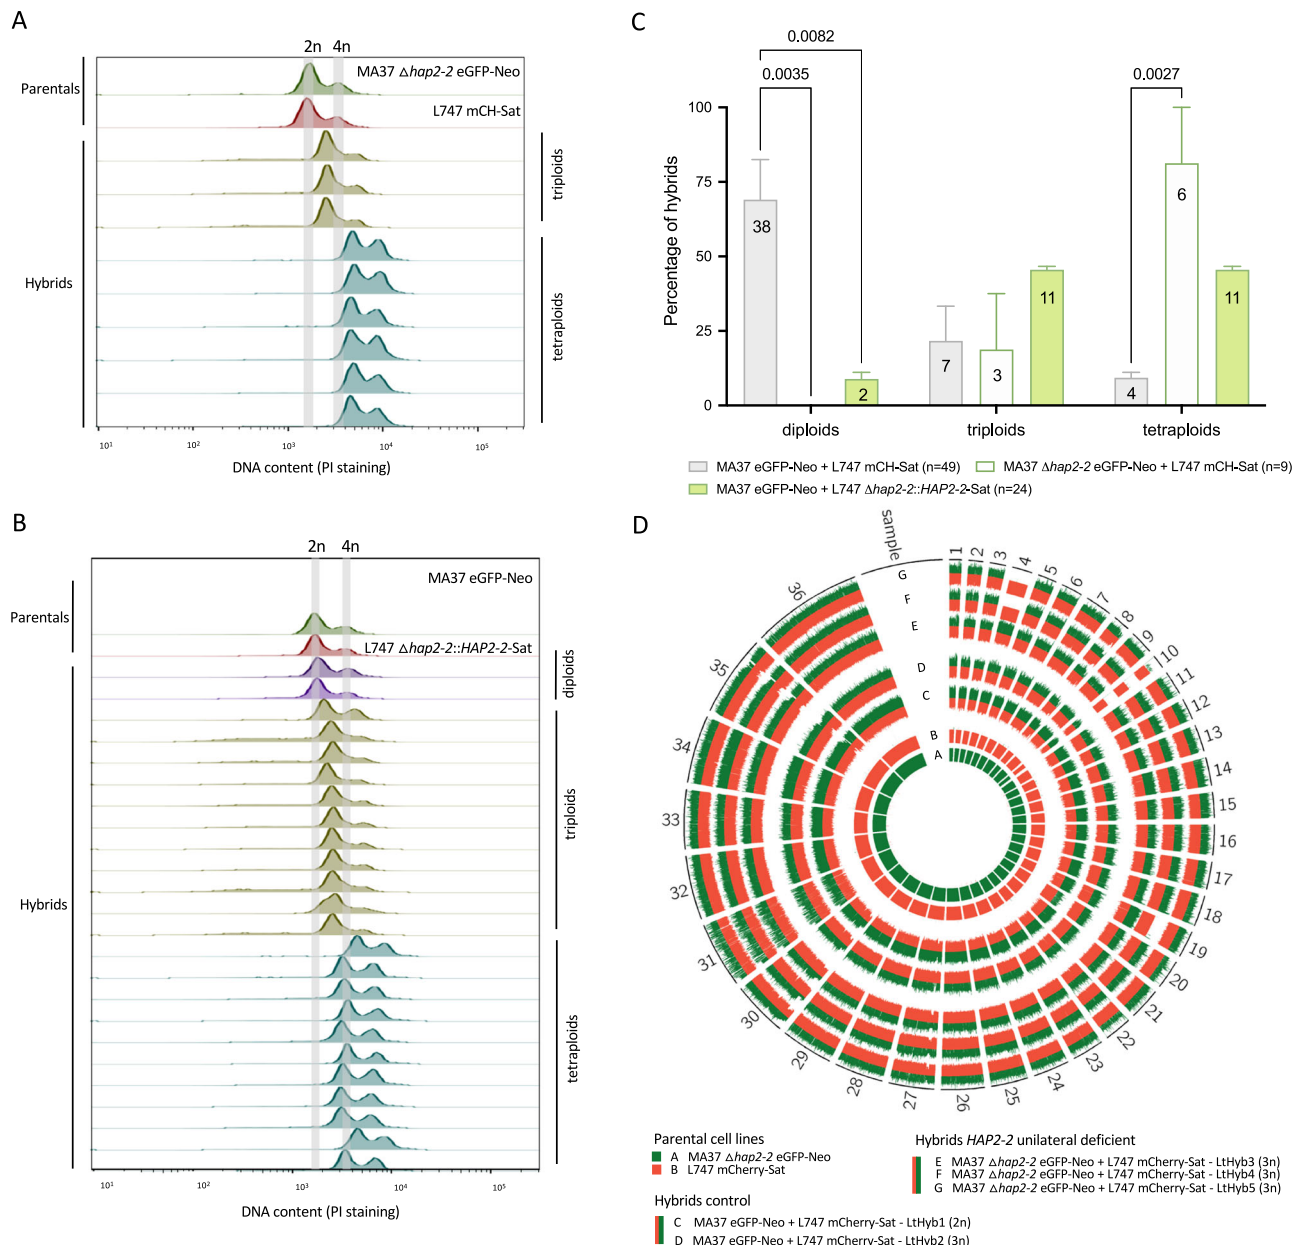 A
2n 4n
MA37 Δhap2-2 eGFP-Neo
Parentals
L747 mCH-Sat
triploids
Hybrids
tetraploids
10¹ 10² 10³ 10⁴ 10⁵
DNA content (PI staining)
B
2n 4n
MA37 eGFP-Neo
Parentals
L747 Δhap2-2::HAP2-2-Sat
diploids
triploids
Hybrids
tetraploids
10¹ 10² 10³ 10⁴ 10⁵
DNA content (PI staining)
C
0.0082
0.0035
0.0027
Percentage of hybrids
100
75
50
25
0
38
2
7
3
11
4
6
11
diploids triploids tetraploids
MA37 eGFP-Neo + L747 mCH-Sat (n=49)
MA37 Δhap2-2 eGFP-Neo + L747 mCH-Sat (n=9)
MA37 eGFP-Neo + L747 Δhap2-2::HAP2-2-Sat (n=24)
D
sample
G
F
E
D
C
B
A
1
2
3
4
5
6
7
8
9
10
11
12
13
14
15
16
17
18
19
20
21
22
23
24
25
26
27
28
29
30
31
32
33
34
35
36
Parental cell lines
A MA37 Δhap2-2 eGFP-Neo
B L747 mCherry-Sat
Hybrids control
C MA37 eGFP-Neo + L747 mCherry-Sat - LtHyb1 (2n)
D MA37 eGFP-Neo + L747 mCherry-Sat - LtHyb2 (3n)
Hybrids HAP2-2 unilateral deficient
E MA37 Δhap2-2 eGFP-Neo + L747 mCherry-Sat - LtHyb3 (3n)
F MA37 Δhap2-2 eGFP-Neo + L747 mCherry-Sat - LtHyb4 (3n)
G MA37 Δhap2-2 eGFP-Neo + L747 mCherry-Sat - LtHyb5 (3n)